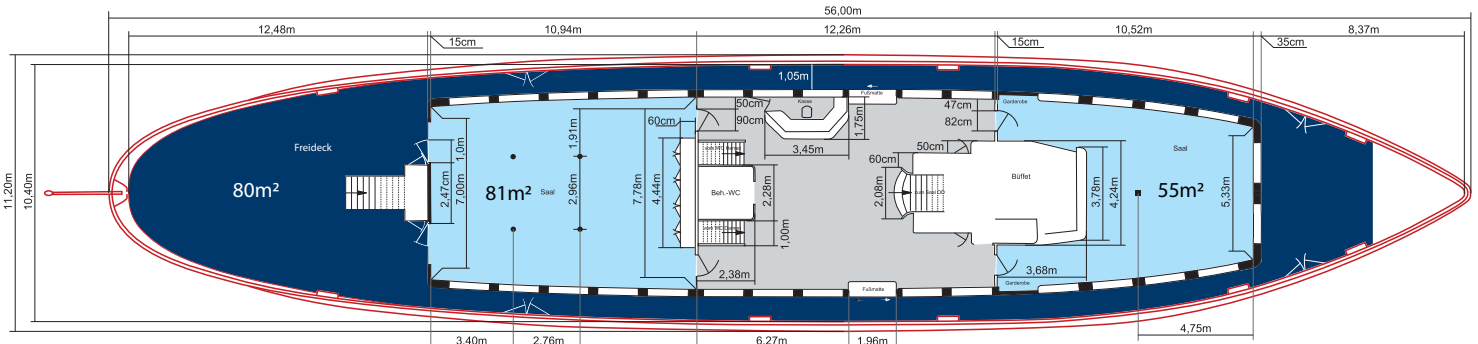 56,00m
12,48m
10,94m
12,26m
10,52m
8,37m
15cm
15cm
35cm
11,20m
10,40m
1,05m
Fußmatte
Kasse
50cm
90cm
60cm
1,75m
3,45m
47cm
82cm
Garderobe
50cm
60cm
Freideck
80m²
1,0m
2,47cm
7,00m
81m²
Saal
1,91m
2,96m
7,78m
4,44m
Beh.-WC
2,28m
1,00m
2,38m
2,08m
zum Saal OD
Büffet
3,78m
4,24m
3,68m
Saal
55m²
5,33m
Garderobe
Fußmatte
3,40m
2,76m
6,27m
1,96m
4,75m